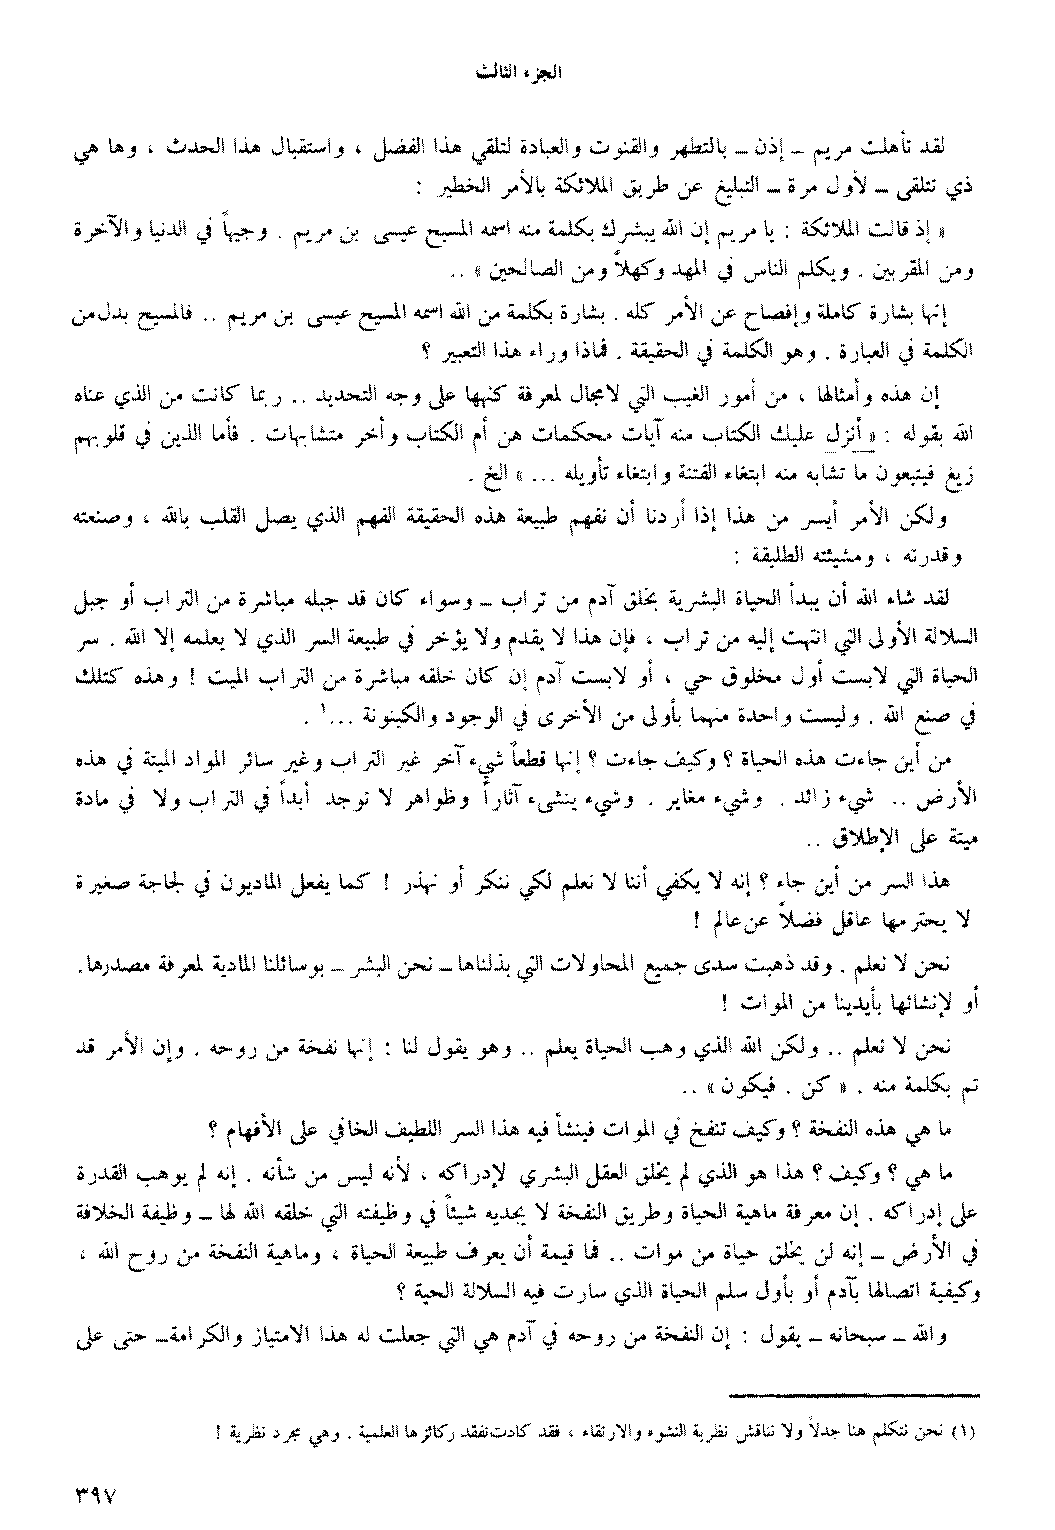 الجزء الثالث
لقد تأهلت مريم – إذن – بالتطهر والقنوت والعبادة لتلقي هذا الفضل ، واستقبال هذا الحدث ، وها هي
ذي تتلقى – لأول مرة – التبليغ عن طريق الملائكة بالأمر الخطير :
« إذ قالت الملائكة : يا مريم إن الله يبشرك بكلمة منه اسمه المسيح عيسى بن مريم . وجيهاً في الدنيا والآخرة
ومن المقربين . ويكلم الناس في المهد وكهلاً ومن الصالحين » ..
إنها بشارة كاملة وإفصاح عن الأمر كله . بشارة بكلمة من الله اسمه المسيح عيسى بن مريم .. فالمسيح بدل من
الكلمة في العبارة . وهو الكلمة في الحقيقة . فماذا وراء هذا التعبير ؟
إن هذه وأمثالها ، من أمور الغيب التي لا مجال لمعرفة كنهها على وجه التحديد .. ربما كانت من الذي عناه
الله بقوله : « أنزل عليك الكتاب منه آيات محكمات هن أم الكتاب وأخر متشابهات . فأما الذين في قلوبهم
زيغ فيتبعون ما تشابه منه ابتغاء الفتنة وابتغاء تأويله ... » الخ .
ولكن الأمر أيسر من هذا إذا أردنا أن نفهم طبيعة هذه الحقيقة الفهم الذي يصل القلب بالله ، وصنعته
وقدرته ، ومشيئته الطليقة :
لقد شاء الله أن يبدأ الحياة البشرية بخلق آدم من تراب – وسواء كان قد جبله مباشرة من التراب أو جبل
السلالة الأولى التي انتهت إليه من تراب ، فإن هذا لا يقدم ولا يؤخر في طبيعة السر الذي لا يعلمه إلا الله . سر
الحياة التي لابست أول مخلوق حي ، أو لابست آدم إن كان خلقه مباشرة من التراب الميت ! وهذه كتلك
في صنع الله . وليست واحدة منهما بأولى من الأخرى في الوجود والكينونة ...١ .
من أين جاءت هذه الحياة ؟ وكيف جاءت ؟ إنها قطعاً شيء آخر غير التراب وغير سائر المواد الميتة في هذه
الأرض .. شيء زائد . وشيء مغاير . وشيء ينشىء آثاراً وظواهر لا توجد أبداً في التراب ولا في مادة
ميتة على الإطلاق ..
هذا السر من أين جاء ؟ إنه لا يكفي أننا لا نعلم لكي ننكر أو نهذر ! كما يفعل الماديون في لجاجة صغيرة
لا يحترمها عاقل فضلاً عن عالم !
نحن لا نعلم . وقد ذهبت سدى جميع المحاولات التي بذلناها – نحن البشر – بوسائلنا المادية لمعرفة مصدرها.
أو لإنشائها بأيدينا من الموات !
نحن لا نعلم .. ولكن الله الذي وهب الحياة يعلم .. وهو يقول لنا : إنها نفخة من روحه . وإن الأمر قد
تم بكلمة منه . « كن . فيكون » ..
ما هي هذه النفخة ؟ وكيف تنفخ في الموات فينشأ فيه هذا السر اللطيف الخافي على الأفهام ؟
ما هي ؟ وكيف ؟ هذا هو الذي لم يخلق العقل البشري لإدراكه ، لأنه ليس من شأنه . إنه لم يوهب القدرة
على إدراكه . إن معرفة ماهية الحياة وطريق النفخة لا يجديه شيئاً في وظيفته التي خلقه الله لها – وظيفة الخلافة
في الأرض – إنه لن يخلق حياة من موات .. فما قيمة أن يعرف طبيعة الحياة ، وماهية النفخة من روح الله ،
وكيفية اتصالها بآدم أو بأول سلم الحياة الذي سارت فيه السلالة الحية ؟
والله – سبحانه – يقول : إن النفخة من روحه في آدم هي التي جعلت له هذا الامتياز والكرامة– حتى على
(١) نحن نتكلم هنا جدلاً ولا نناقش نظرية النشوء والارتقاء ، فقد كادت تفقد ركائزها العلمية . وهي مجرد نظرية !
٣٩٧